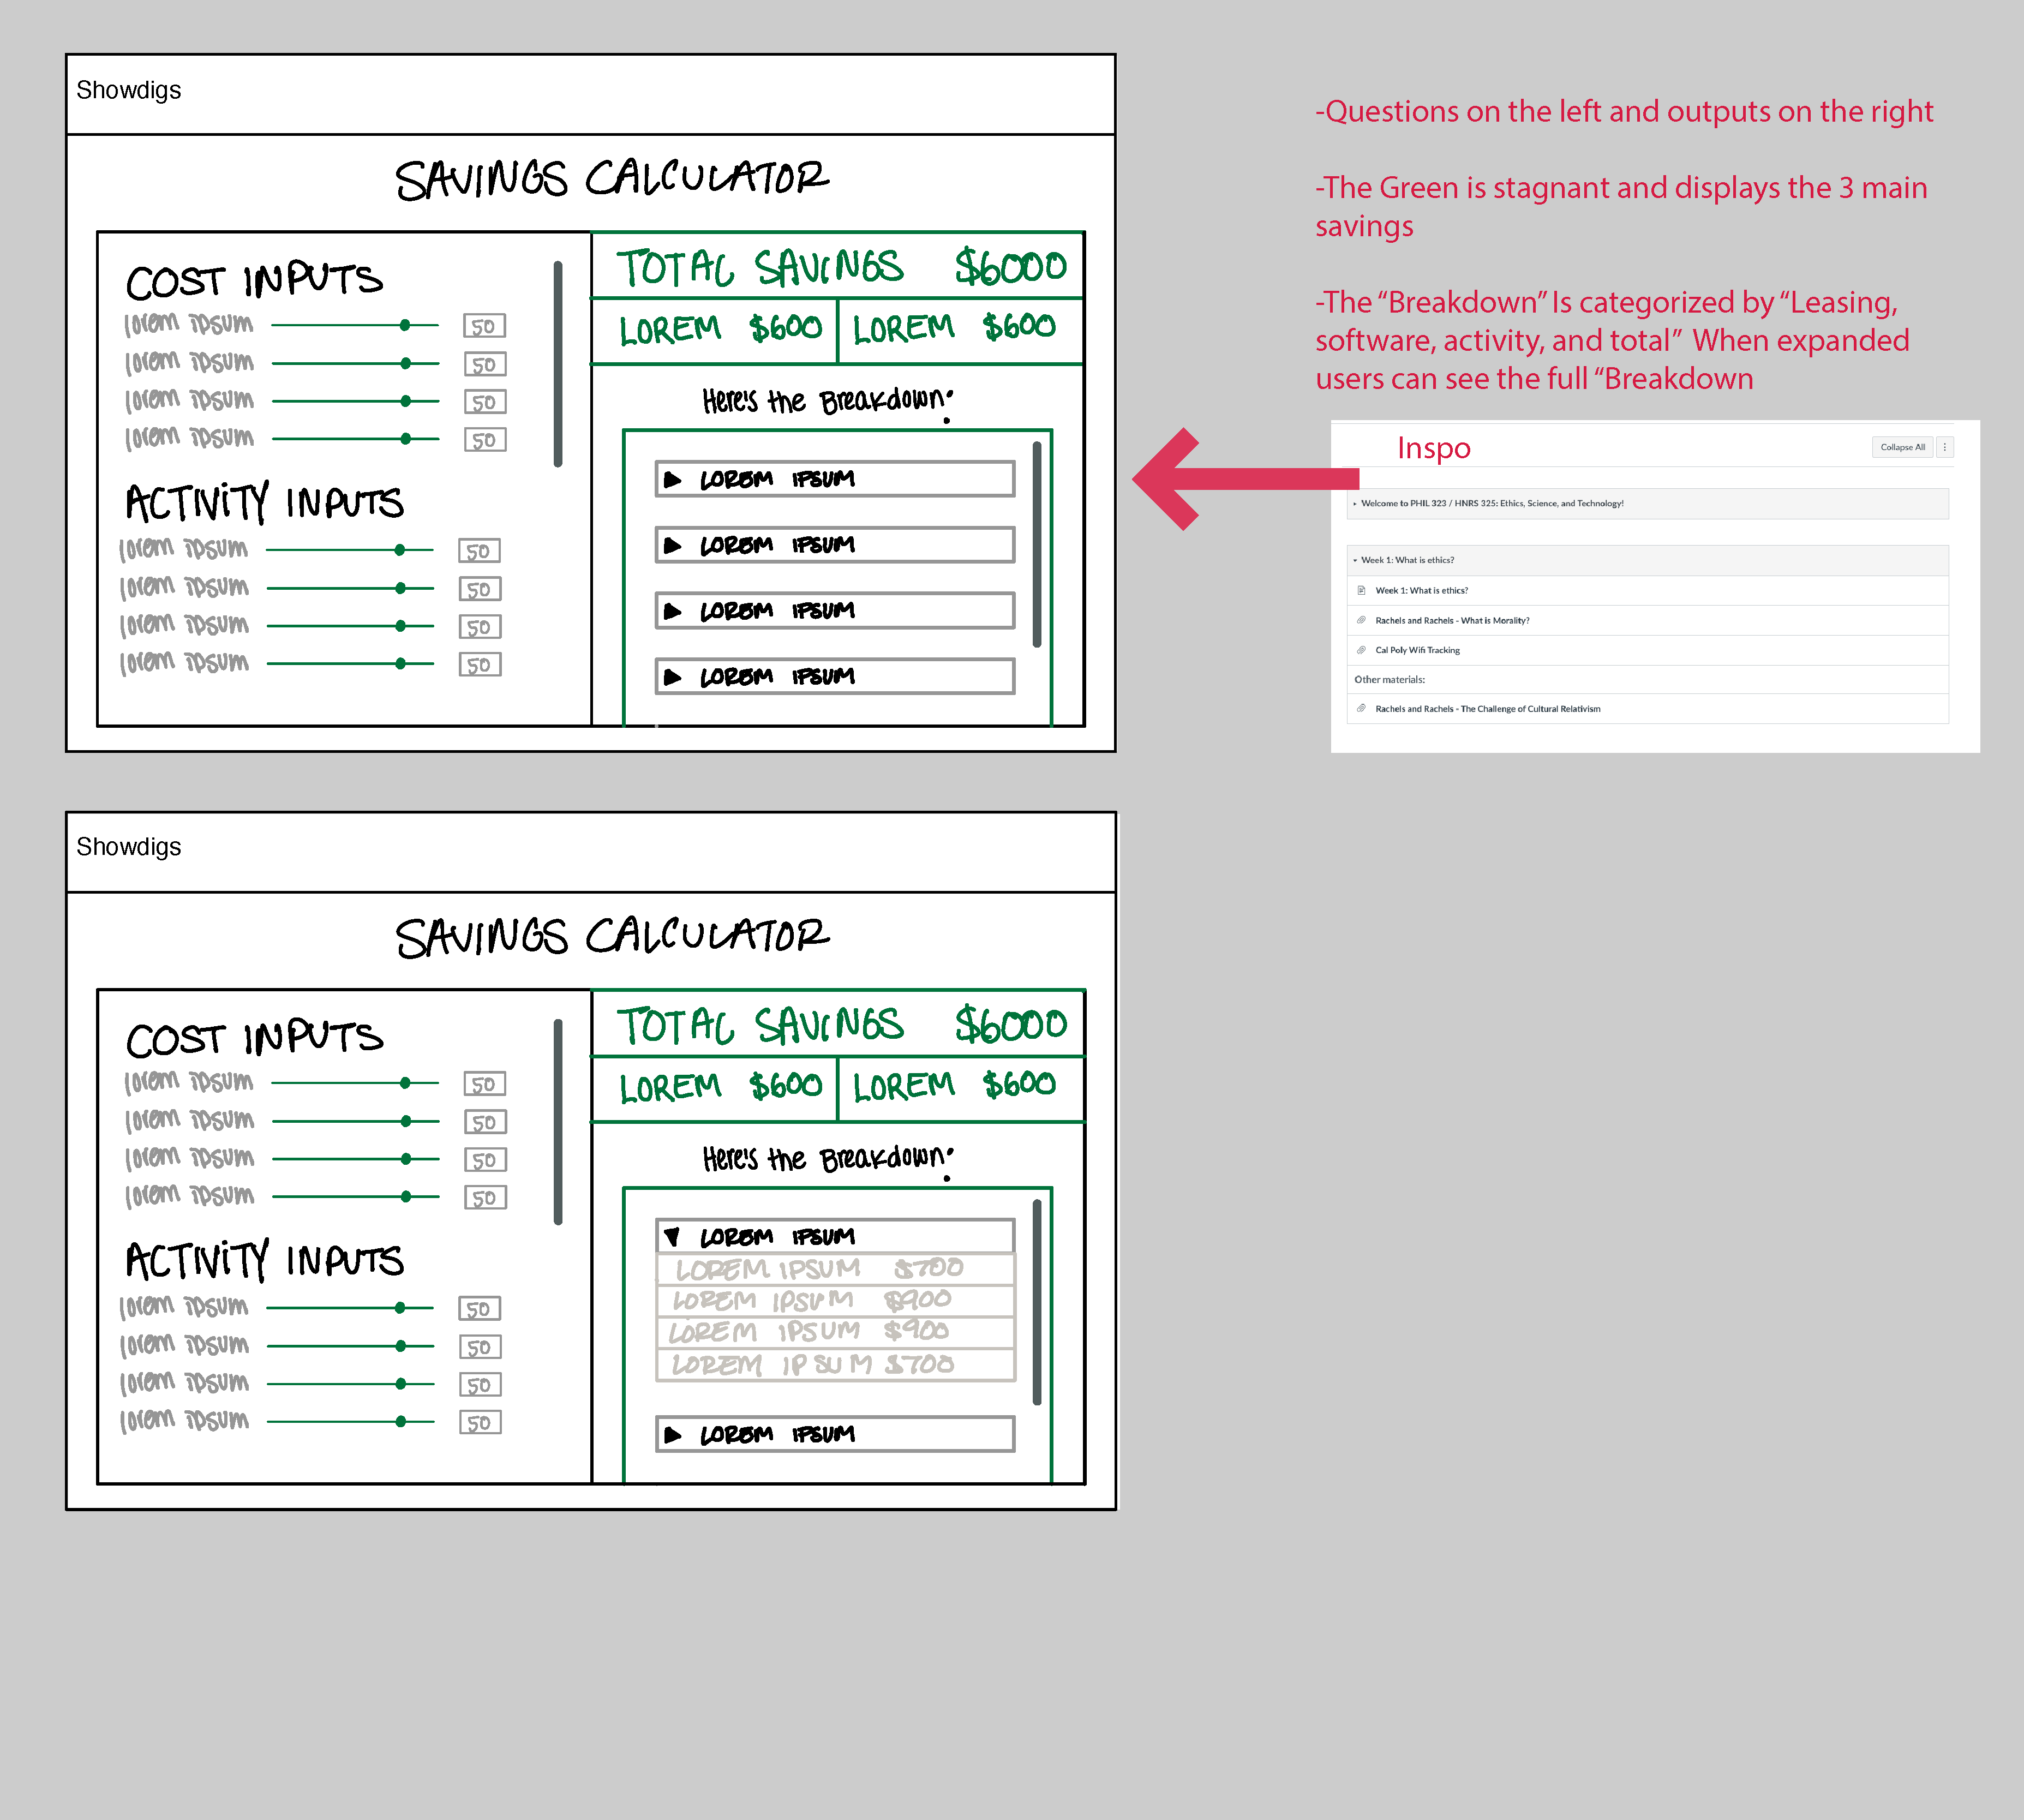 Showdigs
SAVINGS CALCULATOR
COST INPUTS
lorem ipsum 50
lorem ipsum 50
lorem ipsum 50
lorem ipsum 50
ACTIVITY INPUTS
lorem ipsum 50
lorem ipsum 50
lorem ipsum 50
lorem ipsum 50
TOTAL SAVINGS $6000
LOREM $600 LOREM $600
Here's the Breakdown:
LOREM IPSUM
LOREM IPSUM
LOREM IPSUM
LOREM IPSUM
-Questions on the left and outputs on the right
-The Green is stagnant and displays the 3 main
savings
-The “Breakdown” Is categorized by “Leasing,
software, activity, and total” When expanded
users can see the full “Breakdown
Inspo
Collapse All
Welcome to PHIL 323 / HNRS 325: Ethics, Science, and Technology!
Week 1: What is ethics?
Week 1: What is ethics?
Rachels and Rachels - What is Morality?
Cal Poly Wifi Tracking
Other materials:
Rachels and Rachels - The Challenge of Cultural Relativism
Showdigs
SAVINGS CALCULATOR
COST INPUTS
lorem ipsum 50
lorem ipsum 50
lorem ipsum 50
lorem ipsum 50
ACTIVITY INPUTS
lorem ipsum 50
lorem ipsum 50
lorem ipsum 50
lorem ipsum 50
TOTAL SAVINGS $6000
LOREM $600 LOREM $600
Here's the Breakdown:
LOREM IPSUM
LOREM IPSUM $700
LOREM IPSUM $900
LOREM IPSUM $900
LOREM IPSUM $700
LOREM IPSUM